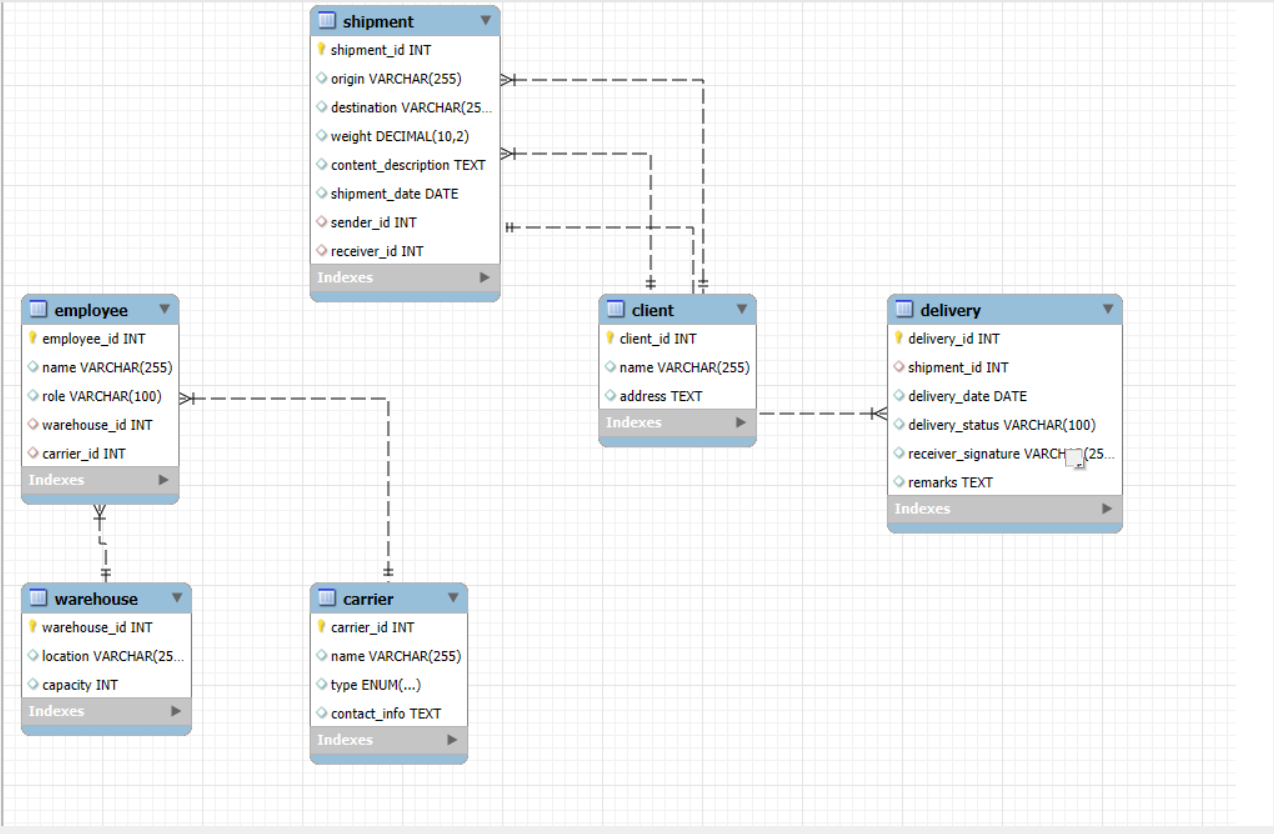 shipment
shipment_id INT
origin VARCHAR(255)
destination VARCHAR(25...
weight DECIMAL(10,2)
content_description TEXT
shipment_date DATE
sender_id INT
receiver_id INT
Indexes
employee
employee_id INT
name VARCHAR(255)
role VARCHAR(100)
warehouse_id INT
carrier_id INT
Indexes
client
client_id INT
name VARCHAR(255)
address TEXT
Indexes
delivery
delivery_id INT
shipment_id INT
delivery_date DATE
delivery_status VARCHAR(100)
receiver_signature VARCHAR(25...
remarks TEXT
Indexes
warehouse
warehouse_id INT
location VARCHAR(25...
capacity INT
Indexes
carrier
carrier_id INT
name VARCHAR(255)
type ENUM(...)
contact_info TEXT
Indexes